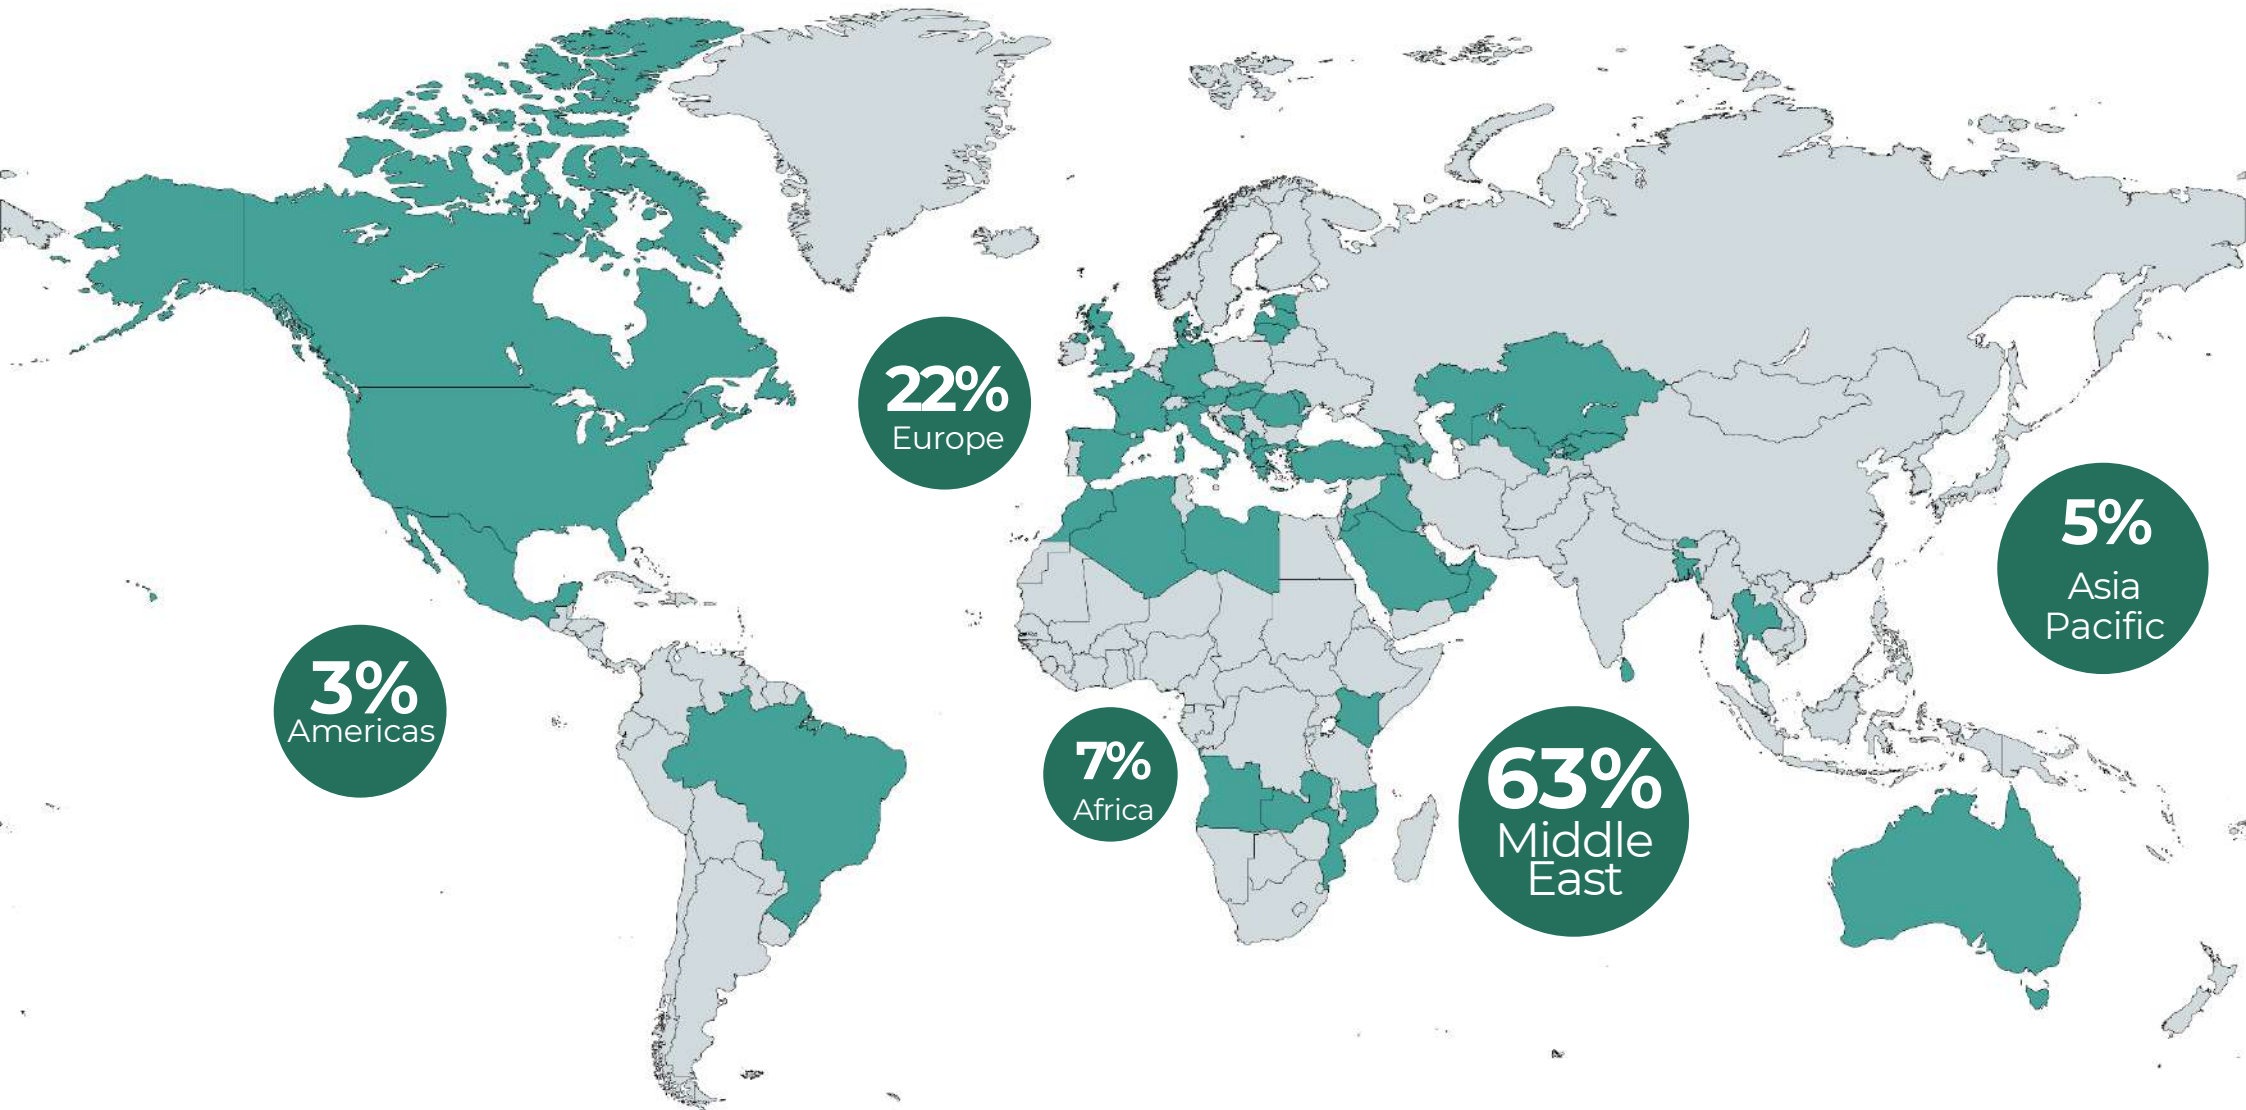 22%
Europe
5%
Asia
Pacific
3%
Americas
7%
Africa
63%
Middle
East